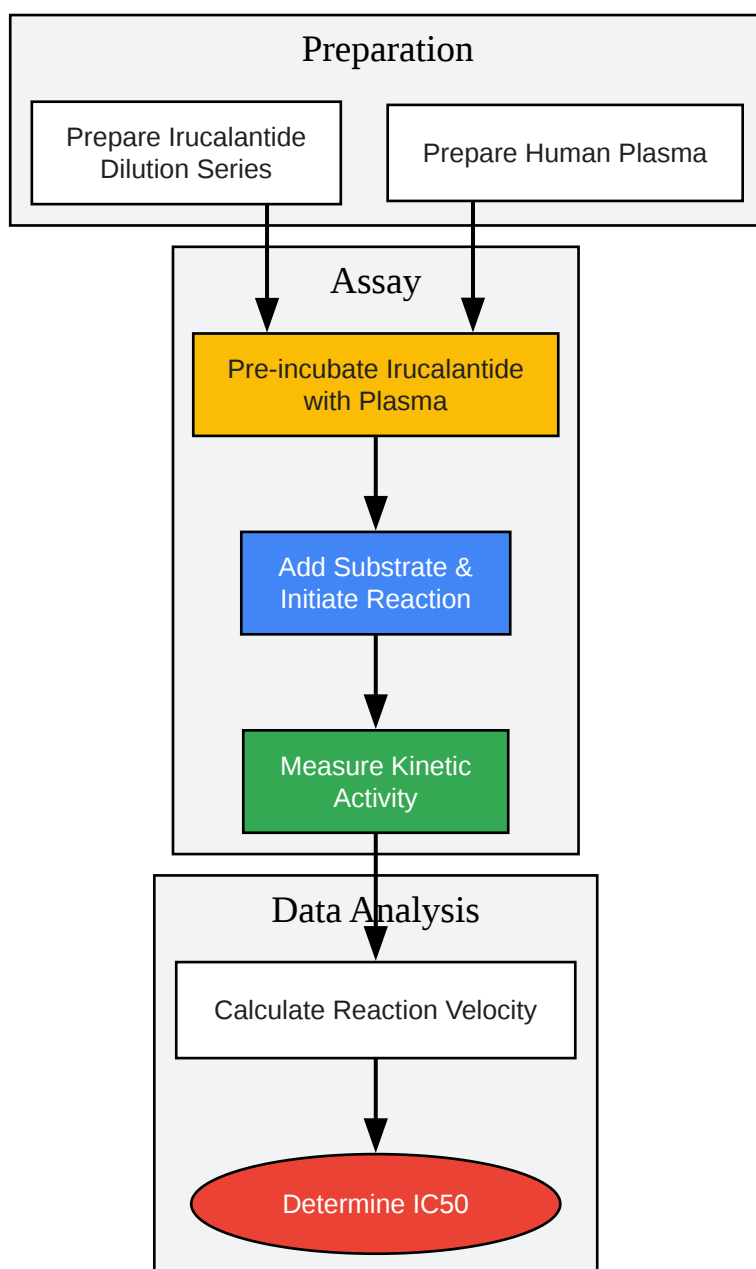 Preparation
Prepare Irucalantide
Dilution Series
Prepare Human Plasma
Assay
Pre-incubate Irucalantide
with Plasma
Add Substrate &
Initiate Reaction
Measure Kinetic
Activity
Data Analysis
Calculate Reaction Velocity
Determine IC50